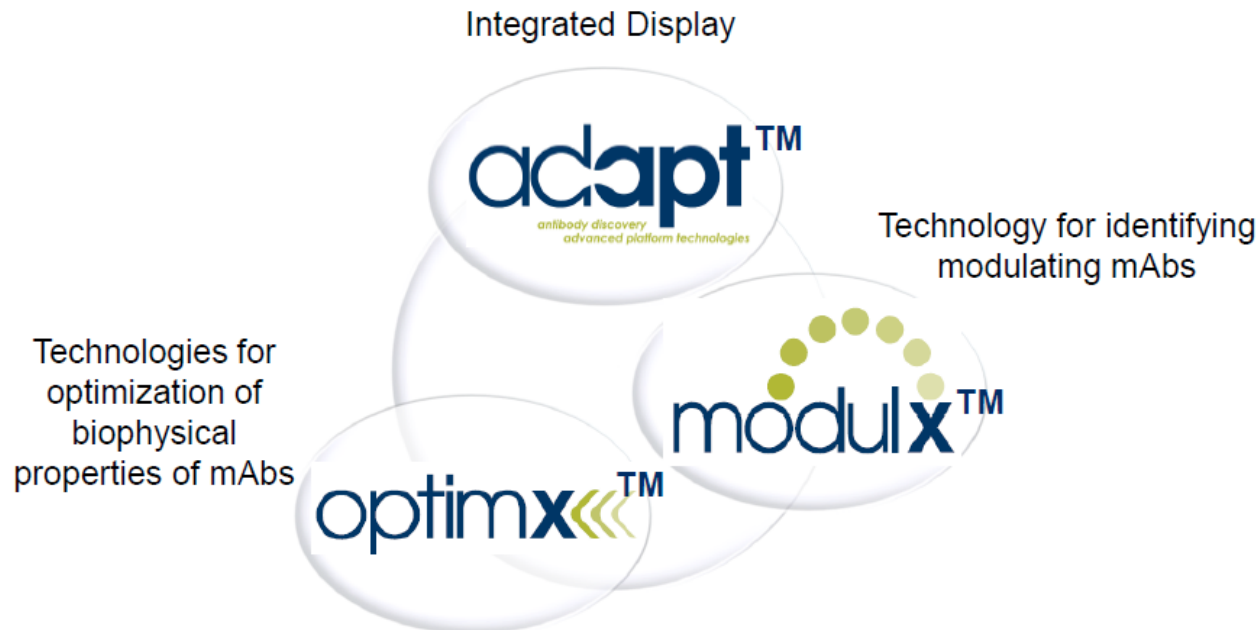 Integrated Display
adapt™
antibody discovery
advanced platform technologies
Technology for identifying
modulating mAbs
modulx™
Technologies for
optimization of
biophysical
properties of mAbs
optimx™